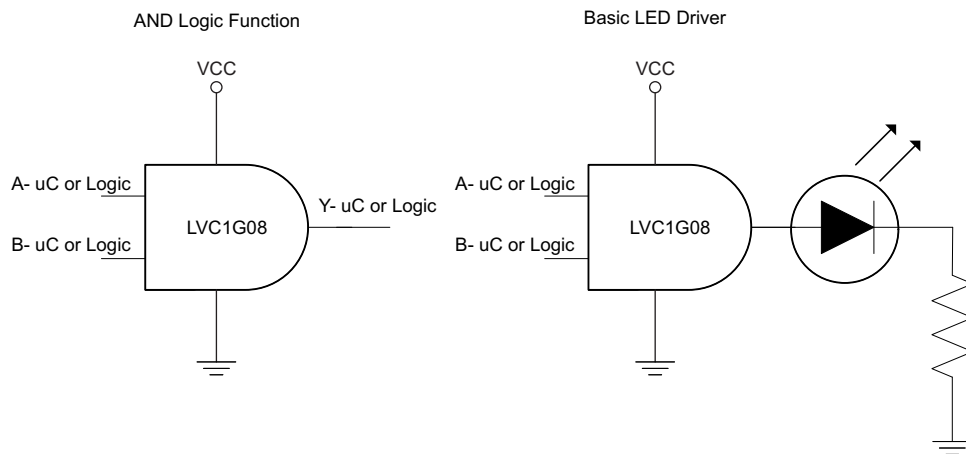 AND Logic Function
VCC
A- uC or Logic
B- uC or Logic
LVC1G08
Y- uC or Logic
Basic LED Driver
VCC
A- uC or Logic
B- uC or Logic
LVC1G08